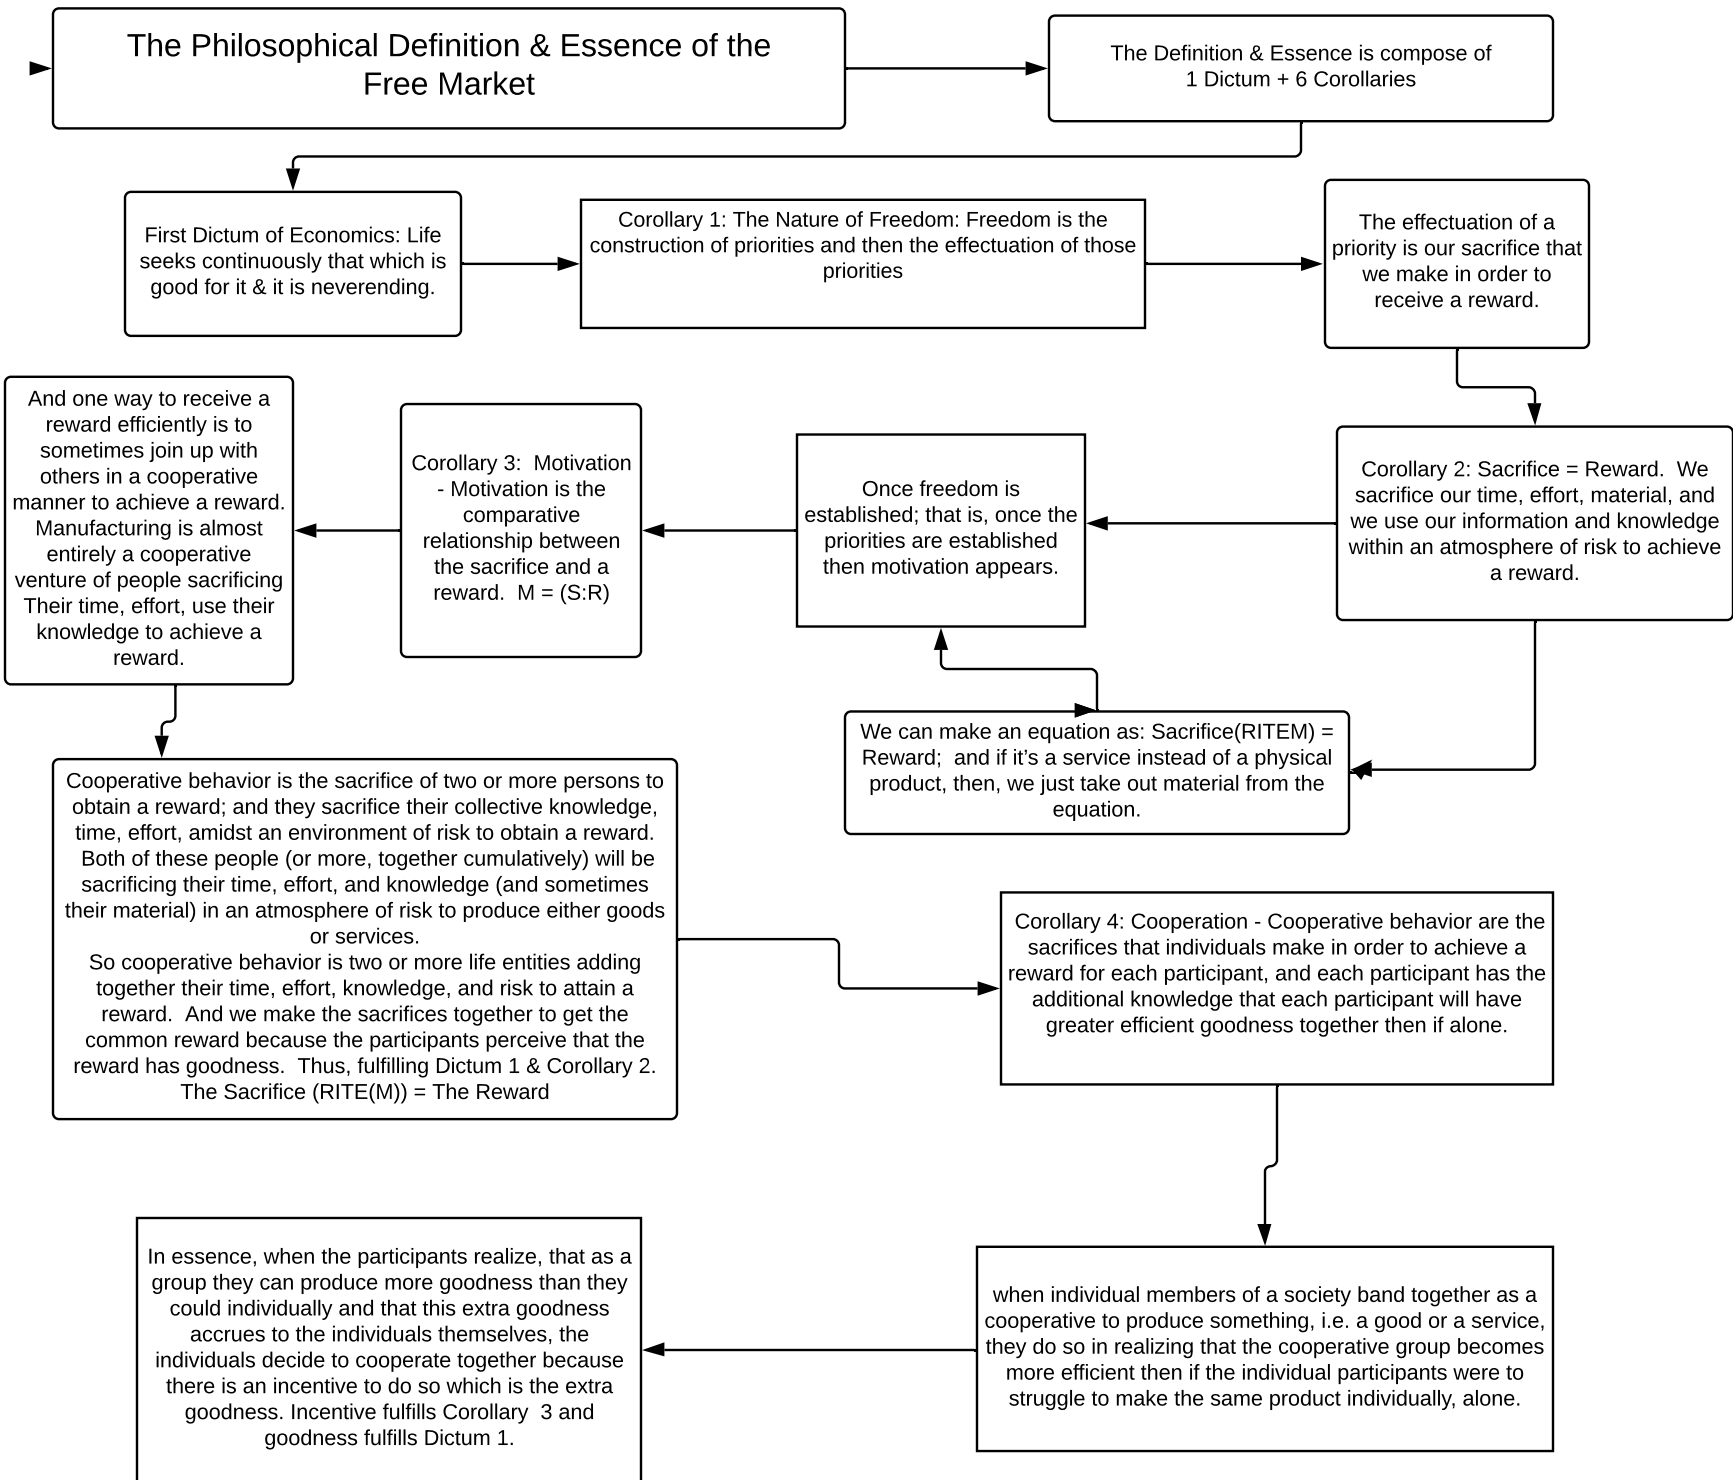 The Philosophical Definition & Essence of the
Free Market
The Definition & Essence is compose of
1 Dictum + 6 Corollaries
First Dictum of Economics: Life
seeks continuously that which is
good for it & it is neverending.
Corollary 1: The Nature of Freedom: Freedom is the
construction of priorities and then the effectuation of those
priorities
The effectuation of a
priority is our sacrifice that
we make in order to
receive a reward.
Corollary 2: Sacrifice = Reward.  We
sacrifice our time, effort, material, and
we use our information and knowledge
within an atmosphere of risk to achieve
a reward.
We can make an equation as: Sacrifice(RITEM) =
Reward;  and if it’s a service instead of a physical
product, then, we just take out material from the
equation.
Once freedom is
established; that is, once the
priorities are established
then motivation appears.
Corollary 3:  Motivation
- Motivation is the
comparative
relationship between
the sacrifice and a
reward.  M = (S:R)
And one way to receive a
reward efficiently is to
sometimes join up with
others in a cooperative
manner to achieve a reward.
Manufacturing is almost
entirely a cooperative
venture of people sacrificing
Their time, effort, use their
knowledge to achieve a
reward.
Cooperative behavior is the sacrifice of two or more persons to
obtain a reward; and they sacrifice their collective knowledge,
time, effort, amidst an environment of risk to obtain a reward.
Both of these people (or more, together cumulatively) will be
sacrificing their time, effort, and knowledge (and sometimes
their material) in an atmosphere of risk to produce either goods
or services.
So cooperative behavior is two or more life entities adding
together their time, effort, knowledge, and risk to attain a
reward.  And we make the sacrifices together to get the
common reward because the participants perceive that the
reward has goodness.  Thus, fulfilling Dictum 1 & Corollary 2.
The Sacrifice (RITE(M)) = The Reward
Corollary 4: Cooperation - Cooperative behavior are the
sacrifices that individuals make in order to achieve a
reward for each participant, and each participant has the
additional knowledge that each participant will have
greater efficient goodness together then if alone.
when individual members of a society band together as a
cooperative to produce something, i.e. a good or a service,
they do so in realizing that the cooperative group becomes
more efficient then if the individual participants were to
struggle to make the same product individually, alone.
In essence, when the participants realize, that as a
group they can produce more goodness than they
could individually and that this extra goodness
accrues to the individuals themselves, the
individuals decide to cooperate together because
there is an incentive to do so which is the extra
goodness. Incentive fulfills Corollary  3 and
goodness fulfills Dictum 1.